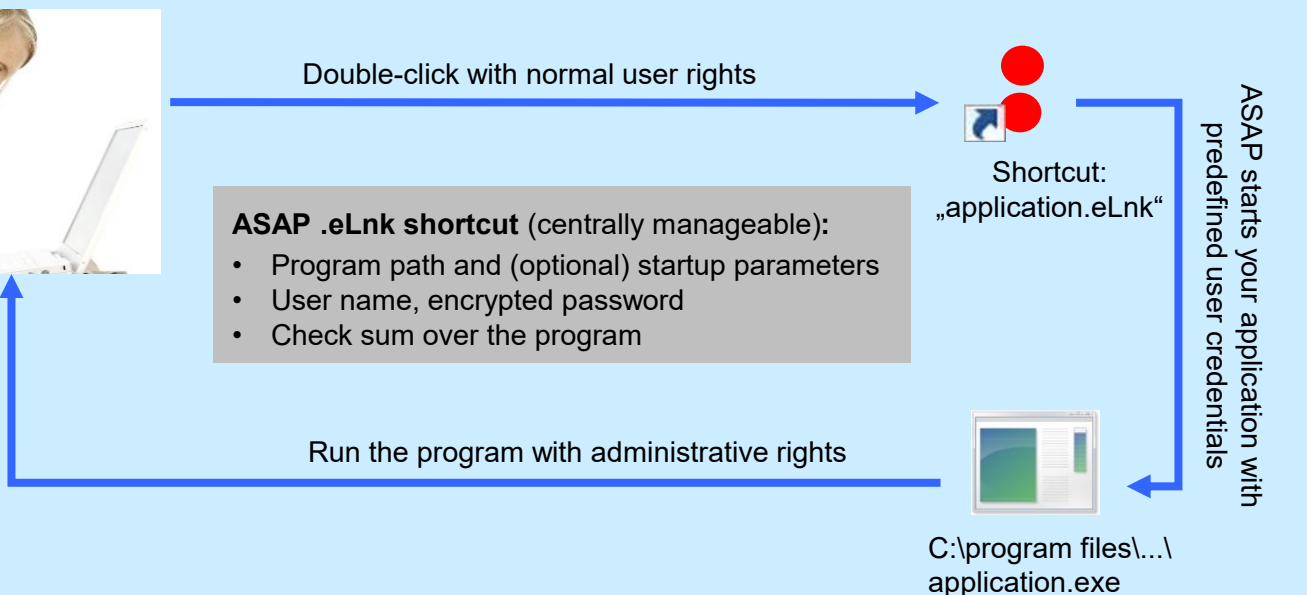 Double-click with normal user rights
Shortcut:
„application.eLnk“
ASAP starts your application with
predefined user credentials
ASAP .eLnk shortcut (centrally manageable):
• Program path and (optional) startup parameters
• User name, encrypted password
• Check sum over the program
Run the program with administrative rights
C:\program files\...\
application.exe